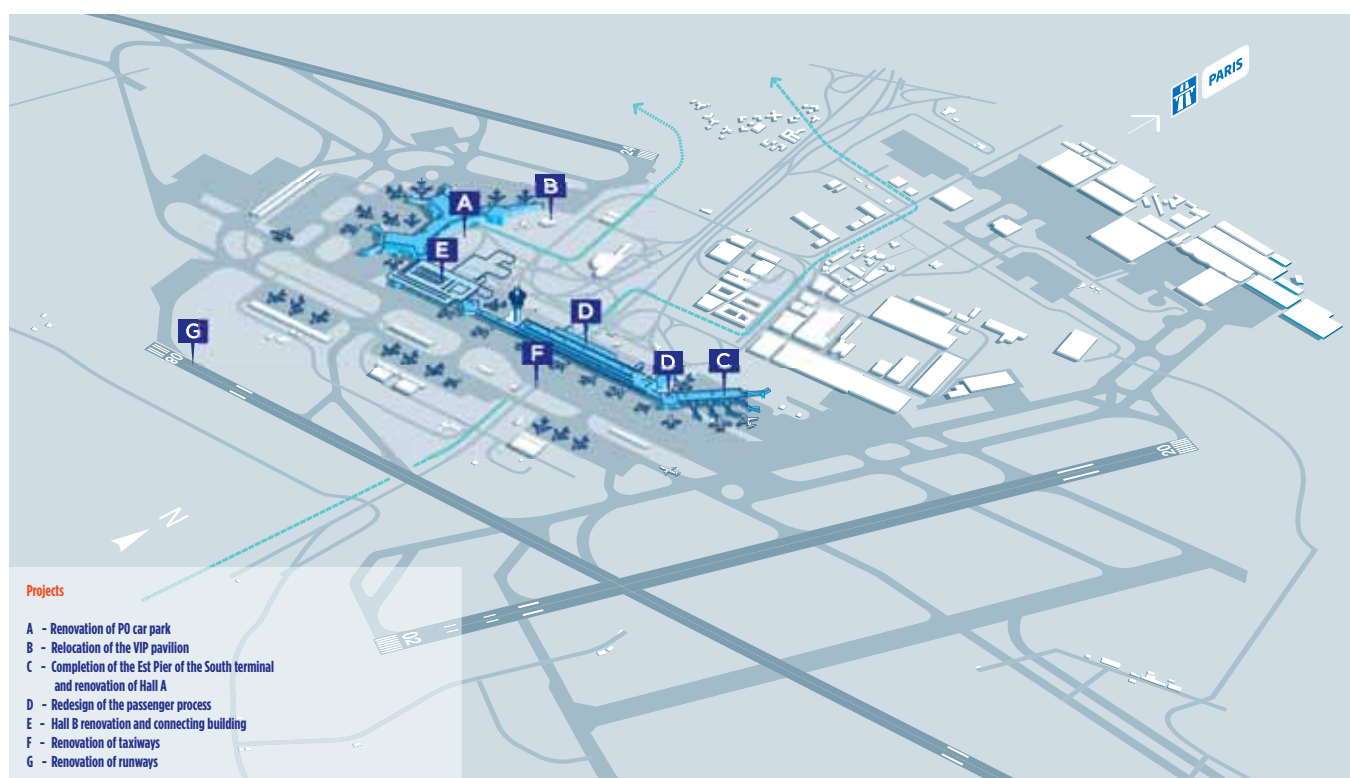 PARIS
24
B
A
E
D
G
F
D
C
08
20
N
02
Projects
A - Renovation of P0 car park
B - Relocation of the VIP pavilion
C - Completion of the Est Pier of the South terminal
and renovation of Hall A
D - Redesign of the passenger process
E - Hall B renovation and connecting building
F - Renovation of taxiways
G - Renovation of runways